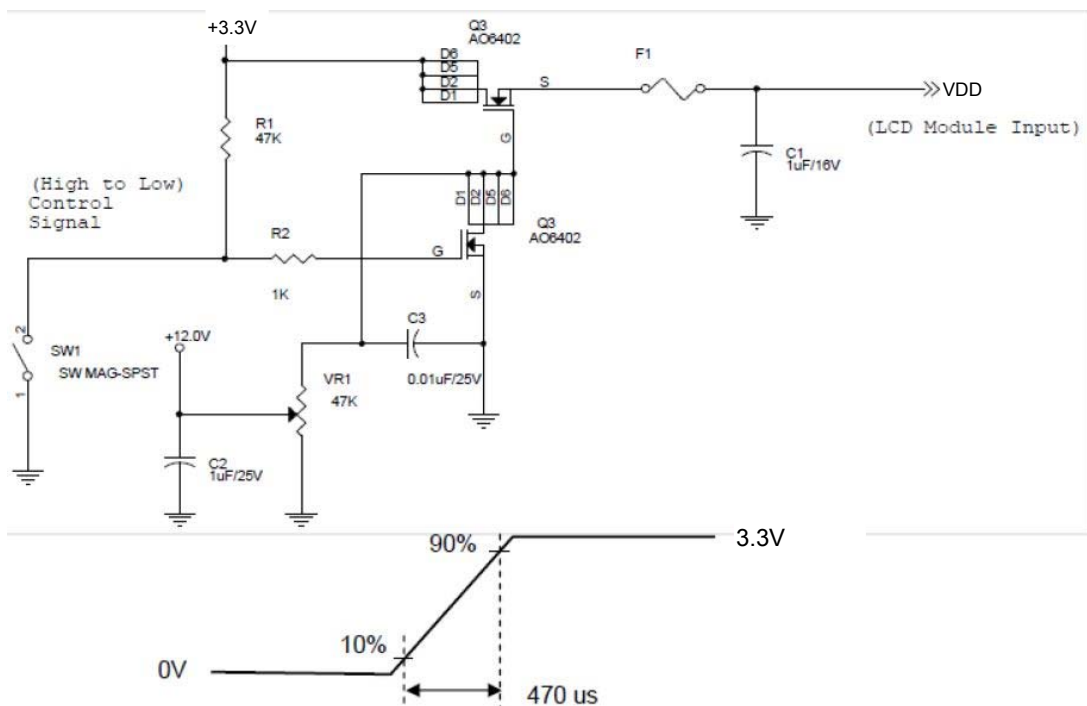 +3.3V
Q3
AO6402
D6
D5
D2
D1
S
G
F1
VDD
(LCD Module Input)
C1
1uF/16V
R1
47K
(High to Low)
Control
Signal
D1
D2
D5
D6
Q3
AO6402
R2
G
1K
S
2
SW1
SW MAG-SPST
1
+12.0V
C3
0.01uF/25V
VR1
47K
C2
1uF/25V
90%
3.3V
10%
0V
470 us